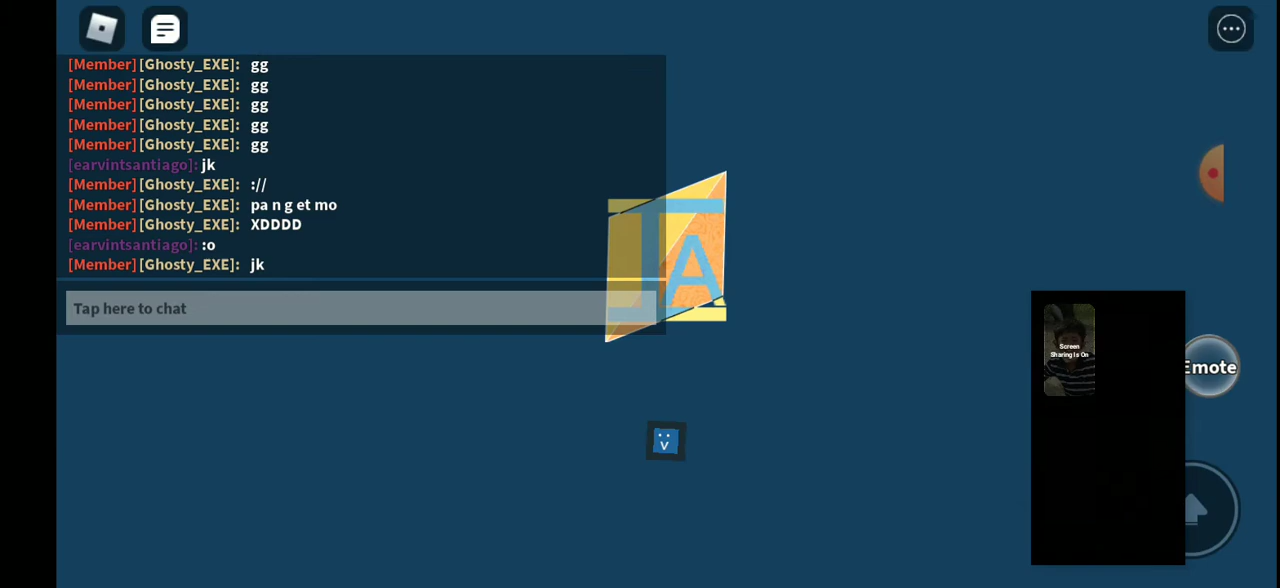 [Member][Ghosty_EXE]: gg
[Member][Ghosty_EXE]: gg
[Member][Ghosty_EXE]: gg
[Member][Ghosty_EXE]: gg
[Member][Ghosty_EXE]: gg
[earvintsantiago]: jk
[Member][Ghosty_EXE]: ://
[Member][Ghosty_EXE]: pa n g et mo
[Member][Ghosty_EXE]: XDDDD
[earvintsantiago]: :o
[Member][Ghosty_EXE]: jk
Tap here to chat
IA
v
Screen
Sharing Is On
Emote